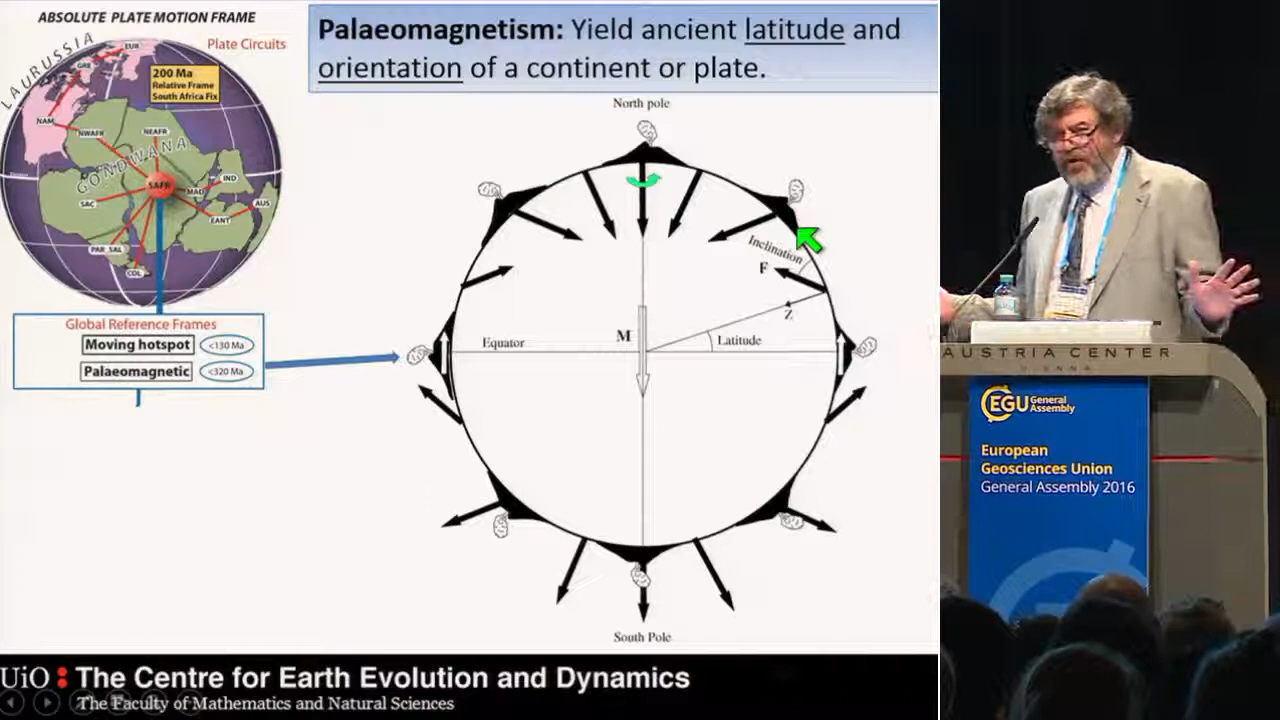 ABSOLUTE PLATE MOTION FRAME
Plate Circuits
LAURUSSIA
EUR
GRE
200 Ma
Relative Frame
South Africa Fix
NAM
NWAFR
NEAFR
GONDWANA
SAFR
MAD
IND
SAC
AUS
EANT
PAR_SAL
COL
Global Reference Frames
Moving hotspot
<130 Ma
Palaeomagnetic
<320 Ma
Palaeomagnetism: Yield ancient latitude and
orientation of a continent or plate.
North pole
Inclination
F
Z
M
Latitude
Equator
South Pole
UiO
The Centre for Earth Evolution and Dynamics
The Faculty of Mathematics and Natural Sciences
AUSTRIA CENTER
VIENNA
EGU General
Assembly
European
Geosciences Union
General Assembly 2016